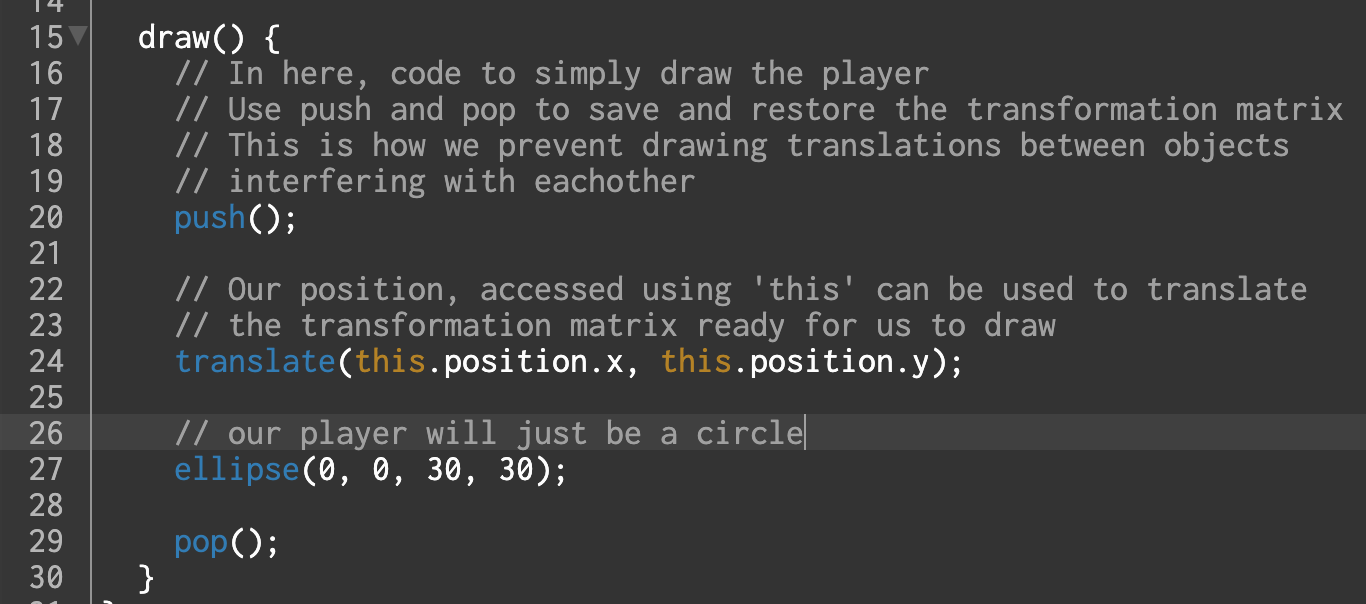 14
15 draw() {
16 // In here, code to simply draw the player
17 // Use push and pop to save and restore the transformation matrix
18 // This is how we prevent drawing translations between objects
19 // interfering with eachother
20 push();
21
22 // Our position, accessed using 'this' can be used to translate
23 // the transformation matrix ready for us to draw
24 translate(this.position.x, this.position.y);
25
26 // our player will just be a circle
27 ellipse(0, 0, 30, 30);
28
29 pop();
30 }